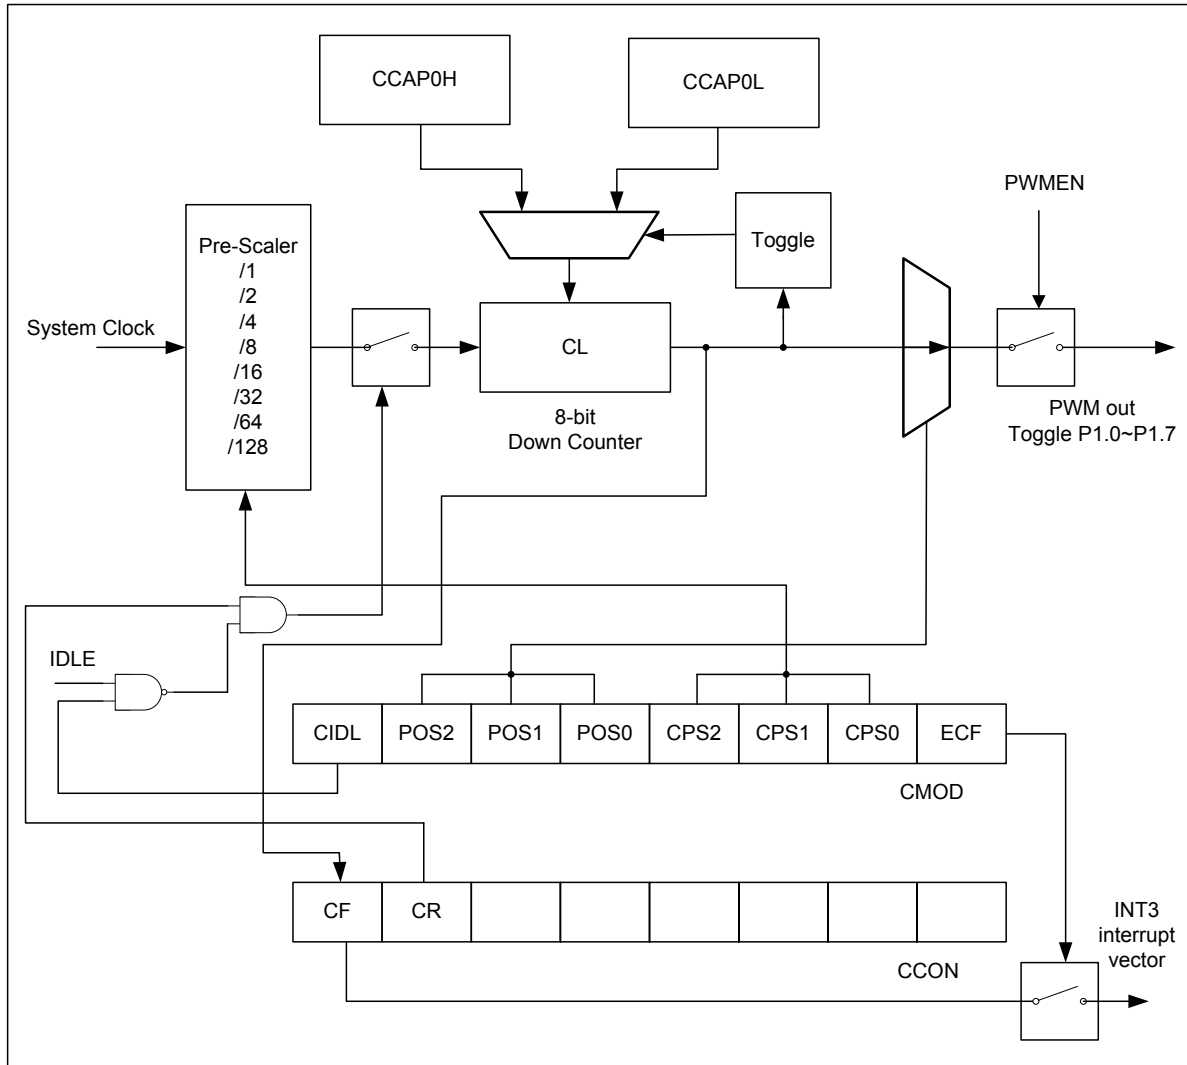 CCAP0H
CCAP0L
PWMEN
Toggle
Pre-Scaler
/1
/2
/4
/8
/16
/32
/64
/128
System Clock
CL
8-bit
Down Counter
PWM out
Toggle P1.0~P1.7
IDLE
CIDL POS2 POS1 POS0 CPS2 CPS1 CPS0 ECF
CMOD
CF CR
CCON
INT3
interrupt
vector